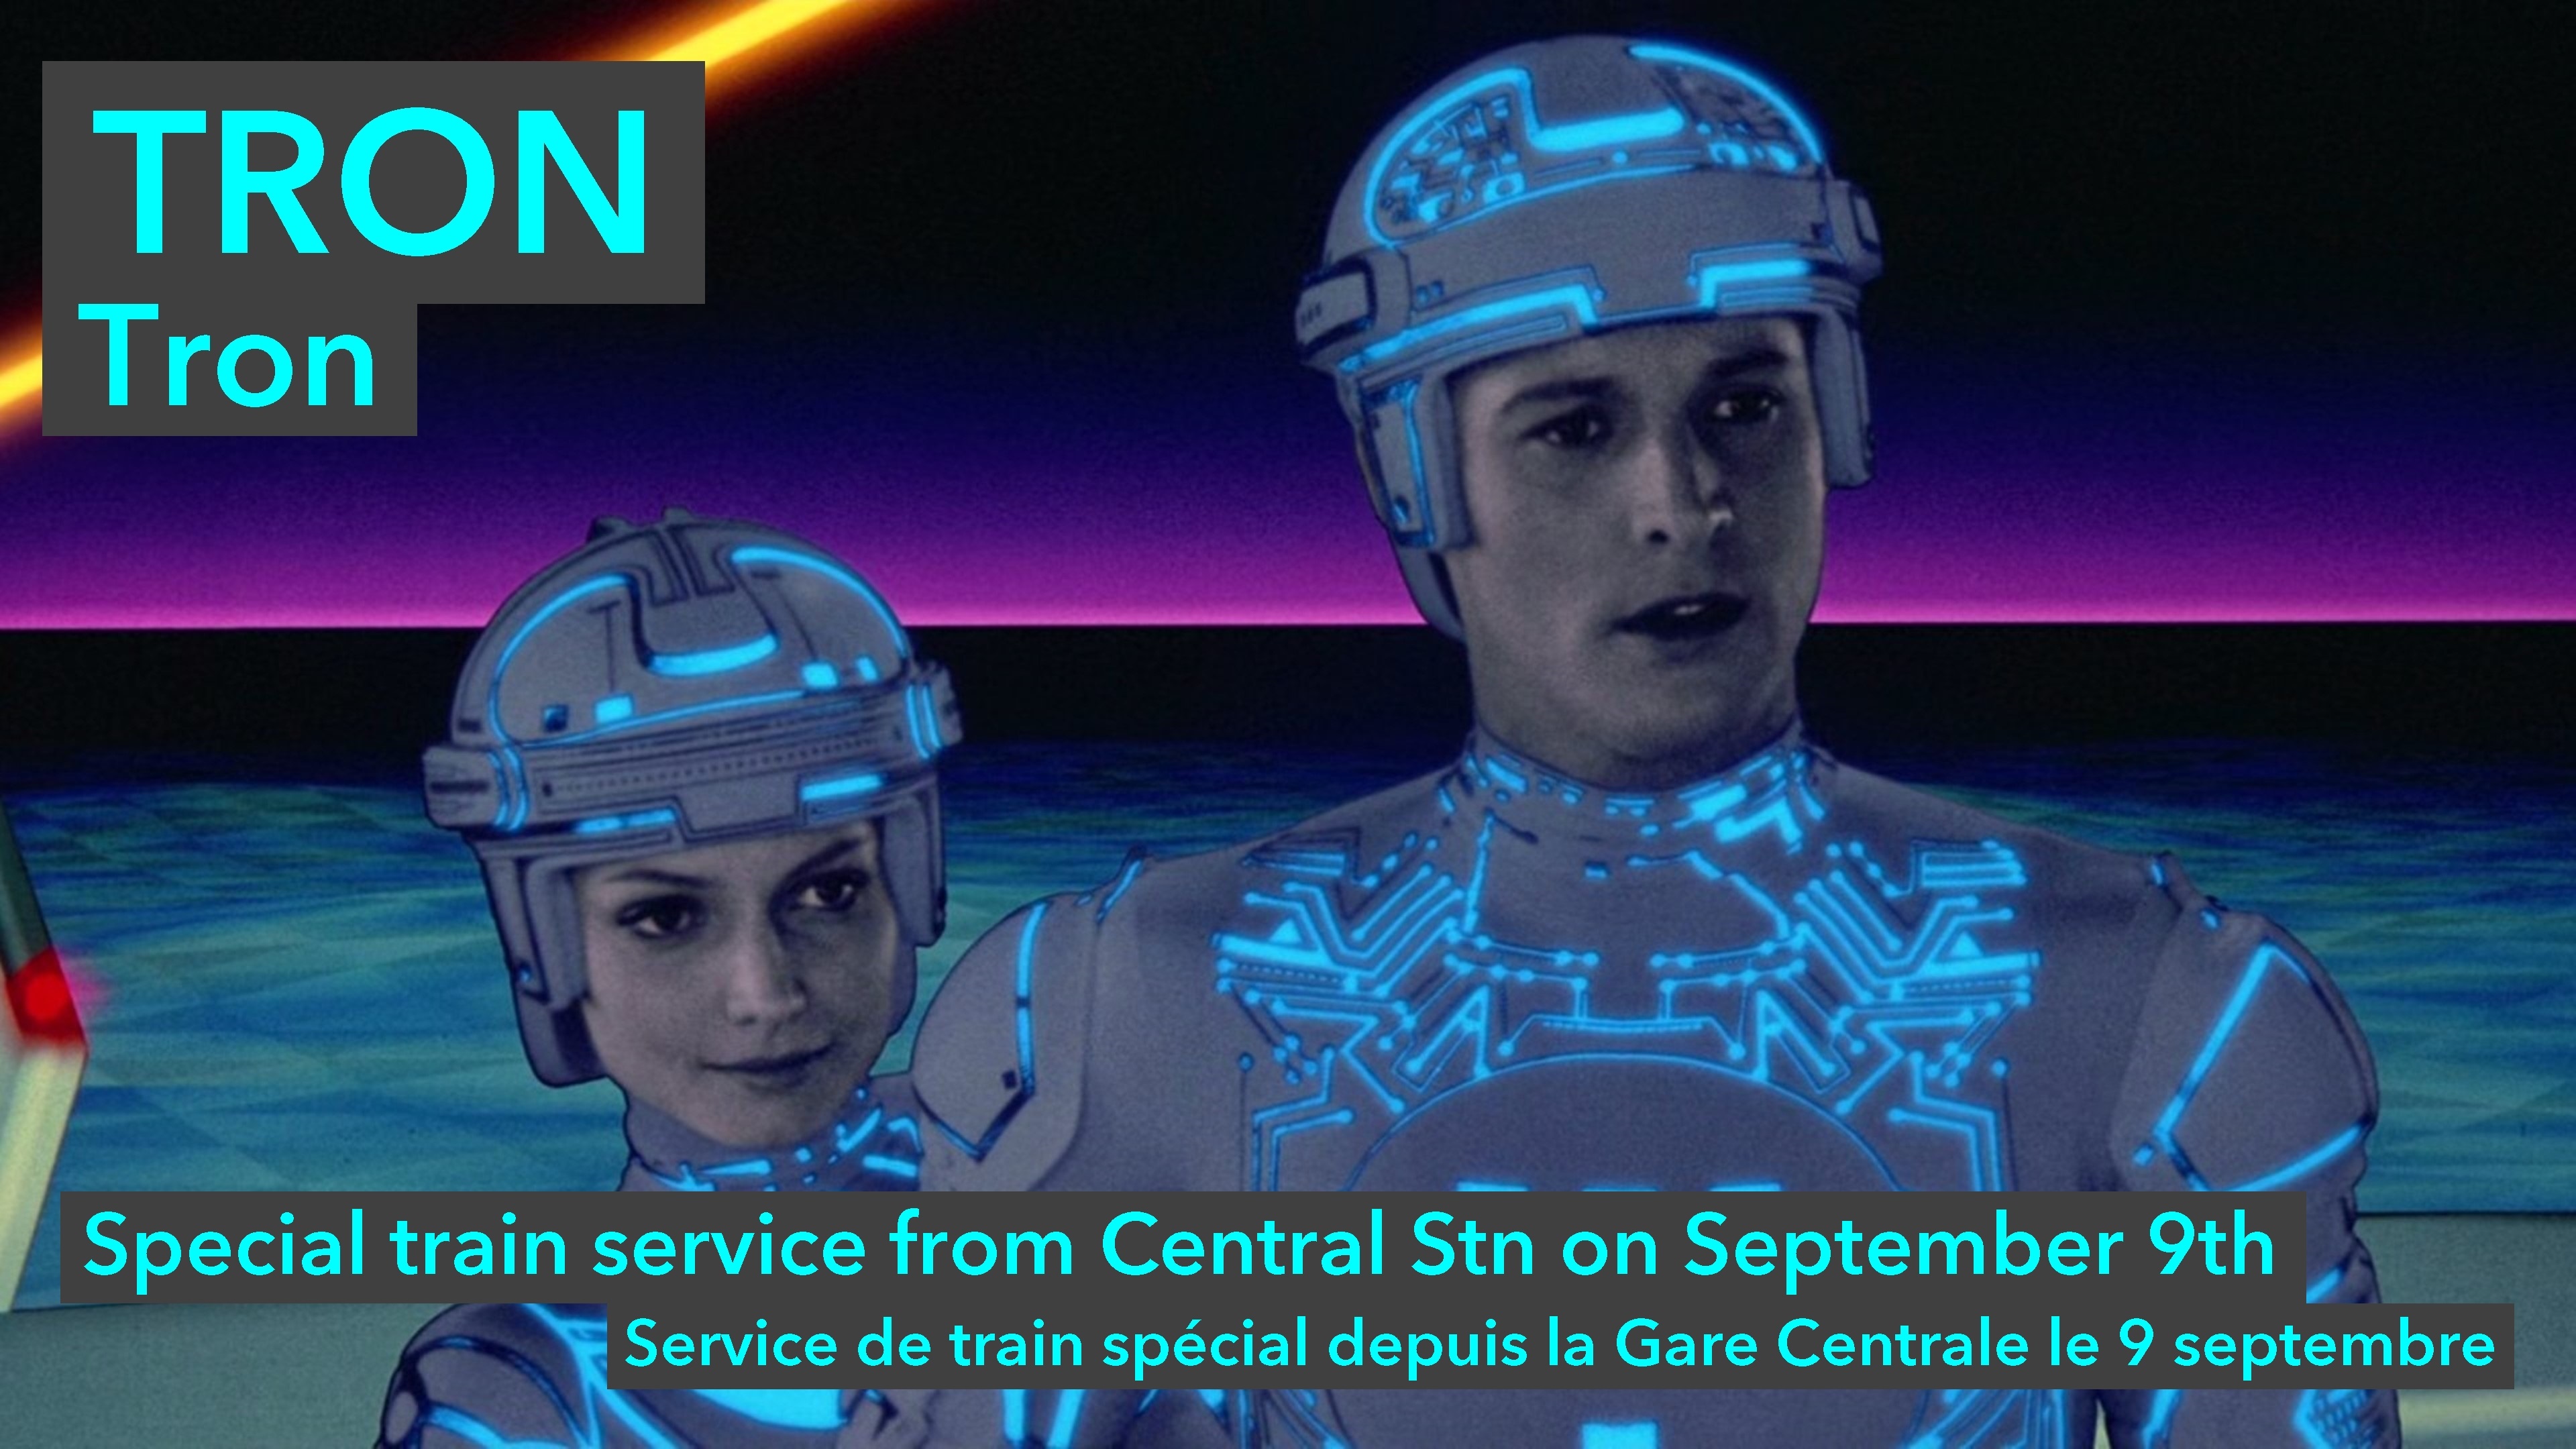 TRON
Tron
Special train service from Central Stn on September 9th
Service de train spécial depuis la Gare Centrale le 9 septembre